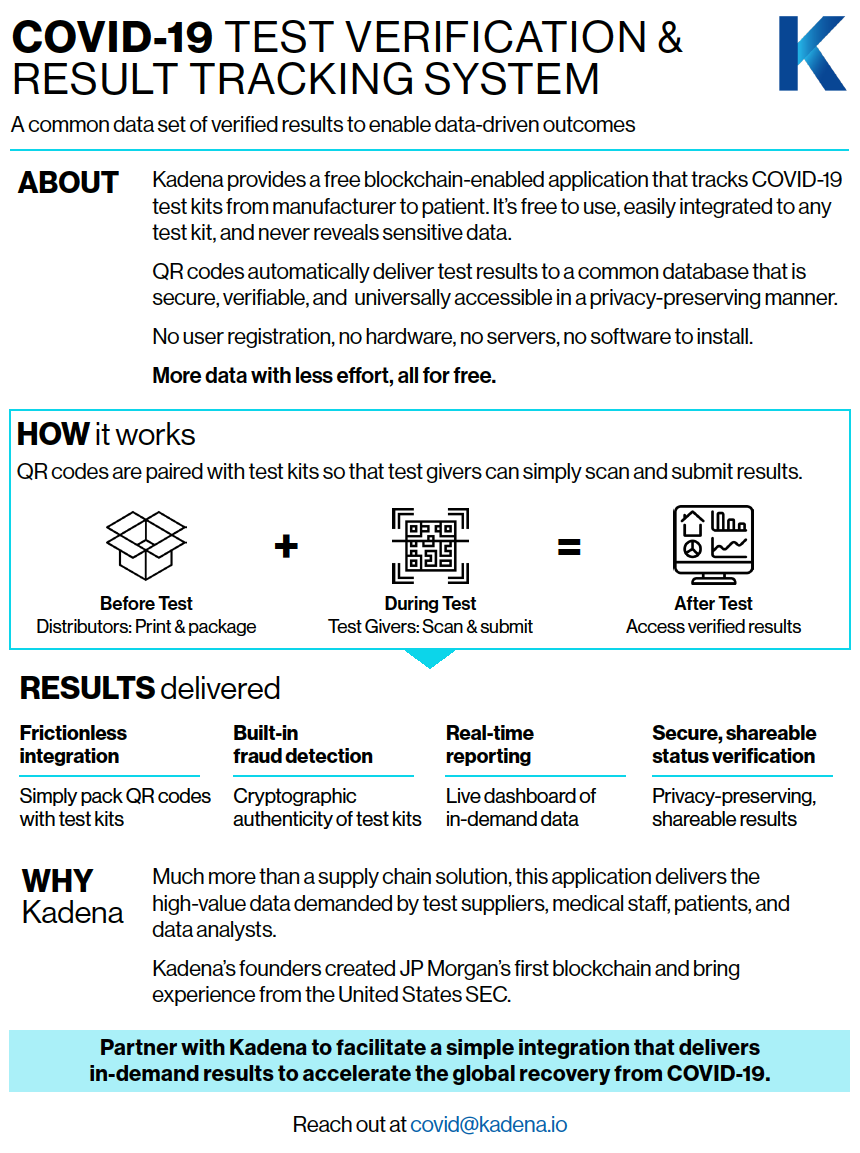 COVID-19 TEST VERIFICATION &
RESULT TRACKING SYSTEM
A common data set of verified results to enable data-driven outcomes
ABOUT
Kadena provides a free blockchain-enabled application that tracks COVID-19
test kits from manufacturer to patient. It's free to use, easily integrated to any
test kit, and never reveals sensitive data.
QR codes automatically deliver test results to a common database that is
secure, verifiable, and universally accessible in a privacy-preserving manner.
No user registration, no hardware, no servers, no software to install.
More data with less effort, all for free.
HOW it works
QR codes are paired with test kits so that test givers can simply scan and submit results.
+
=
Before Test
Distributors: Print & package
During Test
Test Givers: Scan & submit
After Test
Access verified results
RESULTS delivered
Frictionless
integration
Simply pack QR codes
with test kits
Built-in
fraud detection
Cryptographic
authenticity of test kits
Real-time
reporting
Live dashboard of
in-demand data
Secure, shareable
status verification
Privacy-preserving,
shareable results
WHY
Kadena
Much more than a supply chain solution, this application delivers the
high-value data demanded by test suppliers, medical staff, patients, and
data analysts.
Kadena's founders created JP Morgan's first blockchain and bring
experience from the United States SEC.
Partner with Kadena to facilitate a simple integration that delivers
in-demand results to accelerate the global recovery from COVID-19.
Reach out at covid@kadena.io